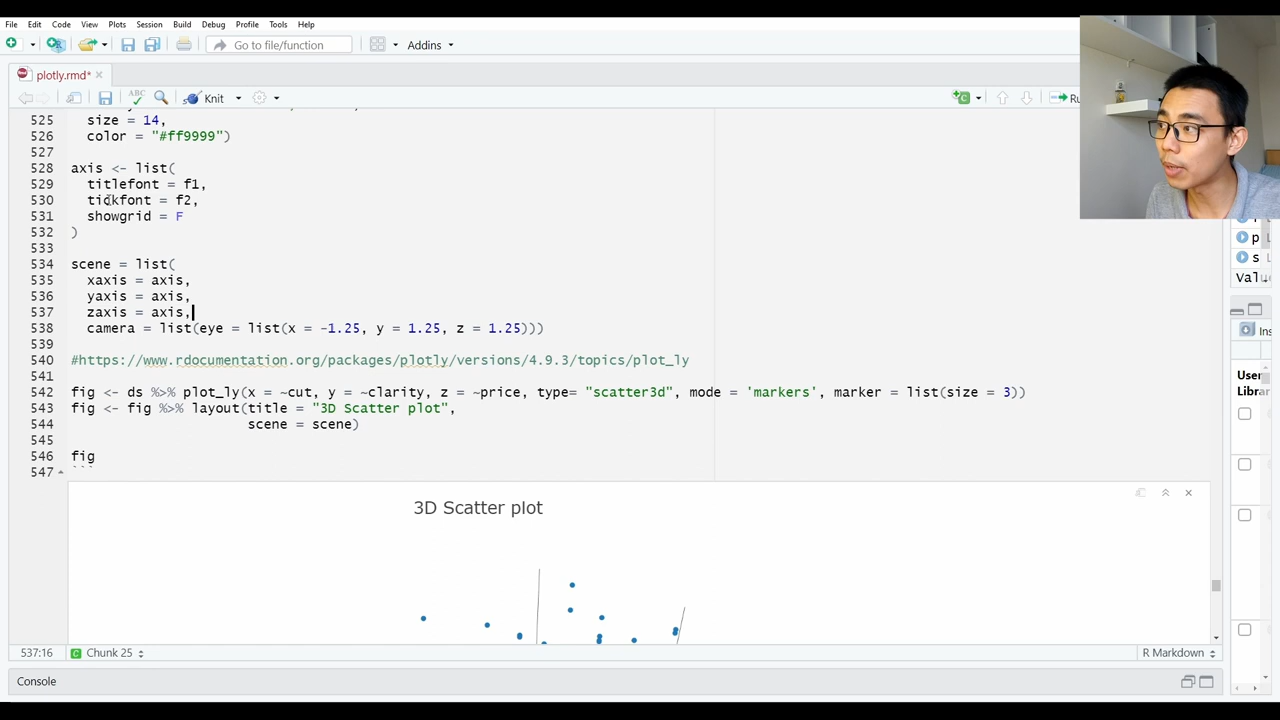 File Edit Code View Plots Session Build Debug Profile Tools Help
Go to file/function Addins
plotly.rmd*
ABC Knit Ru
525 size = 14,
526 color = "#ff9999")
527
528 axis <- list(
529 titlefont = f1,
530 tickfont = f2,
531 showgrid = F
532 )
533
534 scene = list(
535 xaxis = axis,
536 yaxis = axis,
537 zaxis = axis,
538 camera = list(eye = list(x = -1.25, y = 1.25, z = 1.25)))
539
540 #https://www.rdocumentation.org/packages/plotly/versions/4.9.3/topics/plot_ly
541
542 fig <- ds %>% plot_ly(x = ~cut, y = ~clarity, z = ~price, type= "scatter3d", mode = 'markers', marker = list(size = 3))
543 fig <- fig %>% layout(title = "3D Scatter plot",
544 scene = scene)
545
546 fig
547 ```
3D Scatter plot
537:16 Chunk 25 R Markdown
Console
p L
s L
Valu
Ins
User
Libra